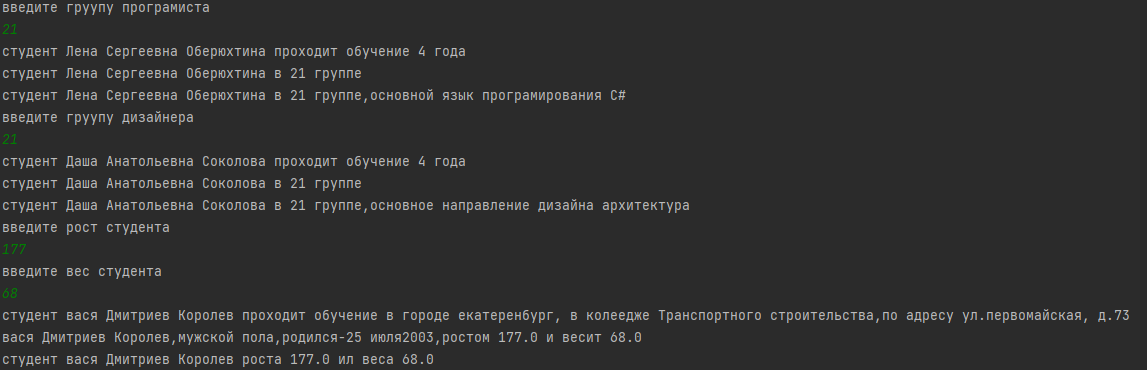 введите груупу програмиста
21
студент Лена Сергеевна Оберюхтина проходит обучение 4 года
студент Лена Сергеевна Оберюхтина в 21 группе
студент Лена Сергеевна Оберюхтина в 21 группе,основной язык програмирования C#
введите груупу дизайнера
21
студент Даша Анатольевна Соколова проходит обучение 4 года
студент Даша Анатольевна Соколова в 21 группе
студент Даша Анатольевна Соколова в 21 группе,основное направление дизайна архитектура
введите рост студента
177
введите вес студента
68
студент вася Дмитриев Королев проходит обучение в городе екатеренбург, в колеедже Транспортного строительства,по адресу ул.первомайская, д.73
вася Дмитриев Королев,мужской пола,родился-25 июля2003,ростом 177.0 и весит 68.0
студент вася Дмитриев Королев роста 177.0 ил веса 68.0